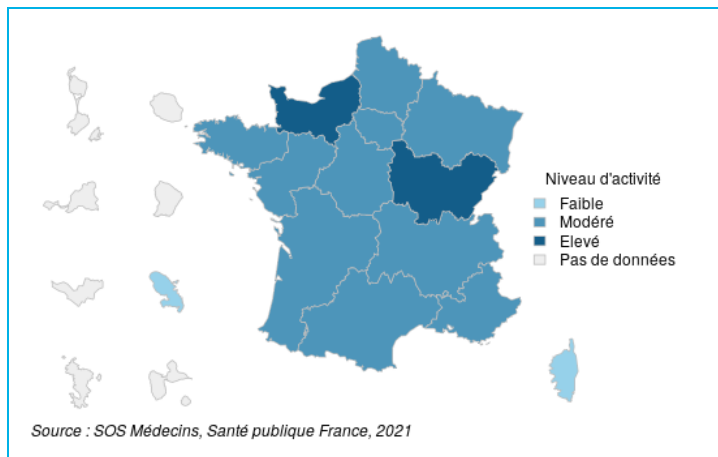 Niveau d'activité
Faible
Modéré
Elevé
Pas de données
Source : SOS Médecins, Santé publique France, 2021